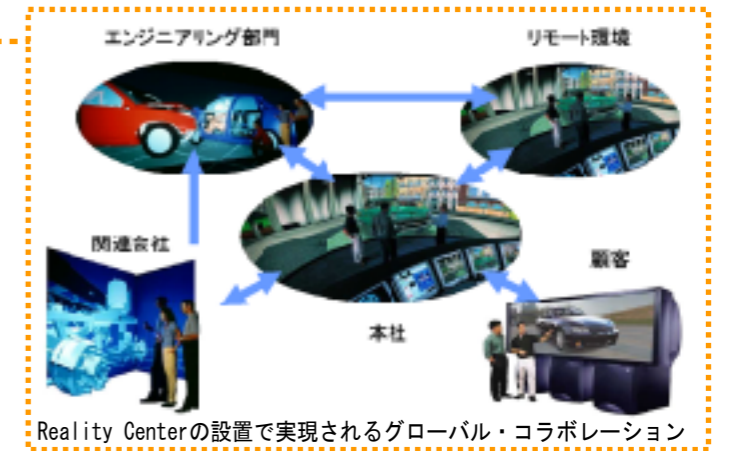 エンジニアリング部門
リモート環境
関連会社
顧客
本社
Reality Centerの設置で実現されるグローバル・コラボレーション